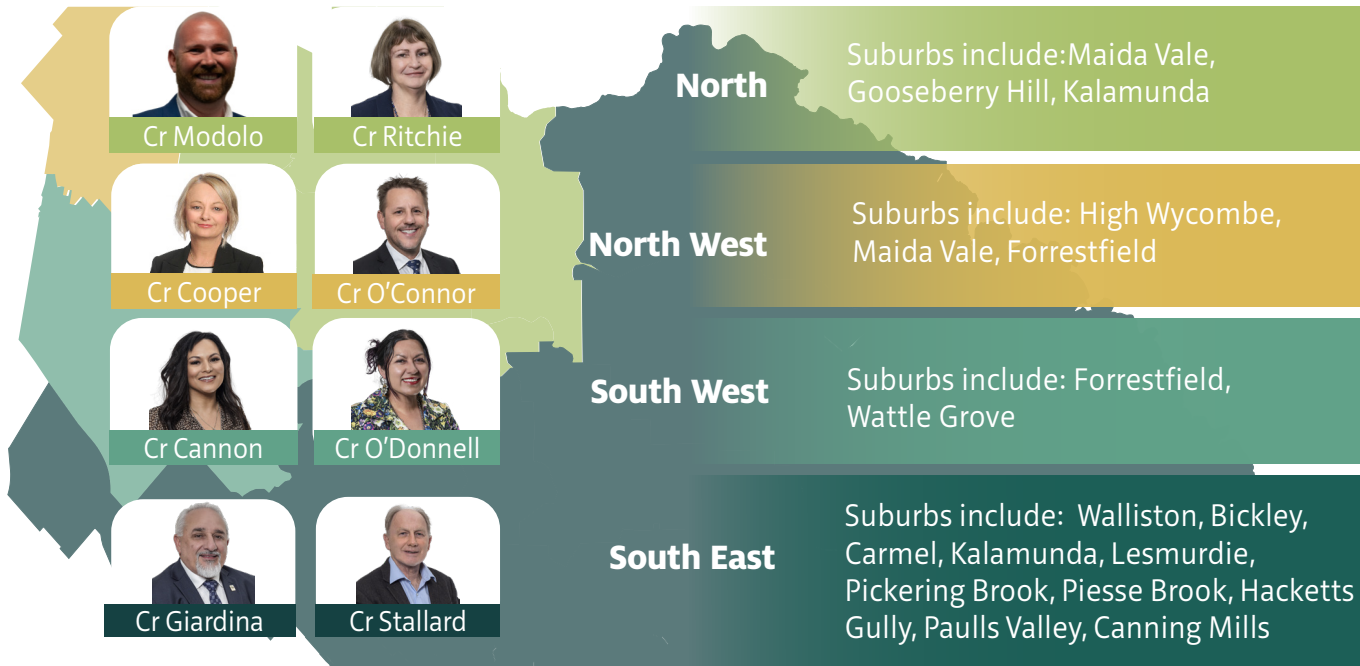 Cr Modolo
Cr Ritchie
North
Suburbs include:Maida Vale,
Gooseberry Hill, Kalamunda
Cr Cooper
Cr O’Connor
North West
Suburbs include: High Wycombe,
Maida Vale, Forrestfield
Cr Cannon
Cr O’Donnell
South West
Suburbs include: Forrestfield,
Wattle Grove
Cr Giardina
Cr Stallard
South East
Suburbs include: Walliston, Bickley,
Carmel, Kalamunda, Lesmurdie,
Pickering Brook, Piesse Brook, Hacketts
Gully, Paulls Valley, Canning Mills